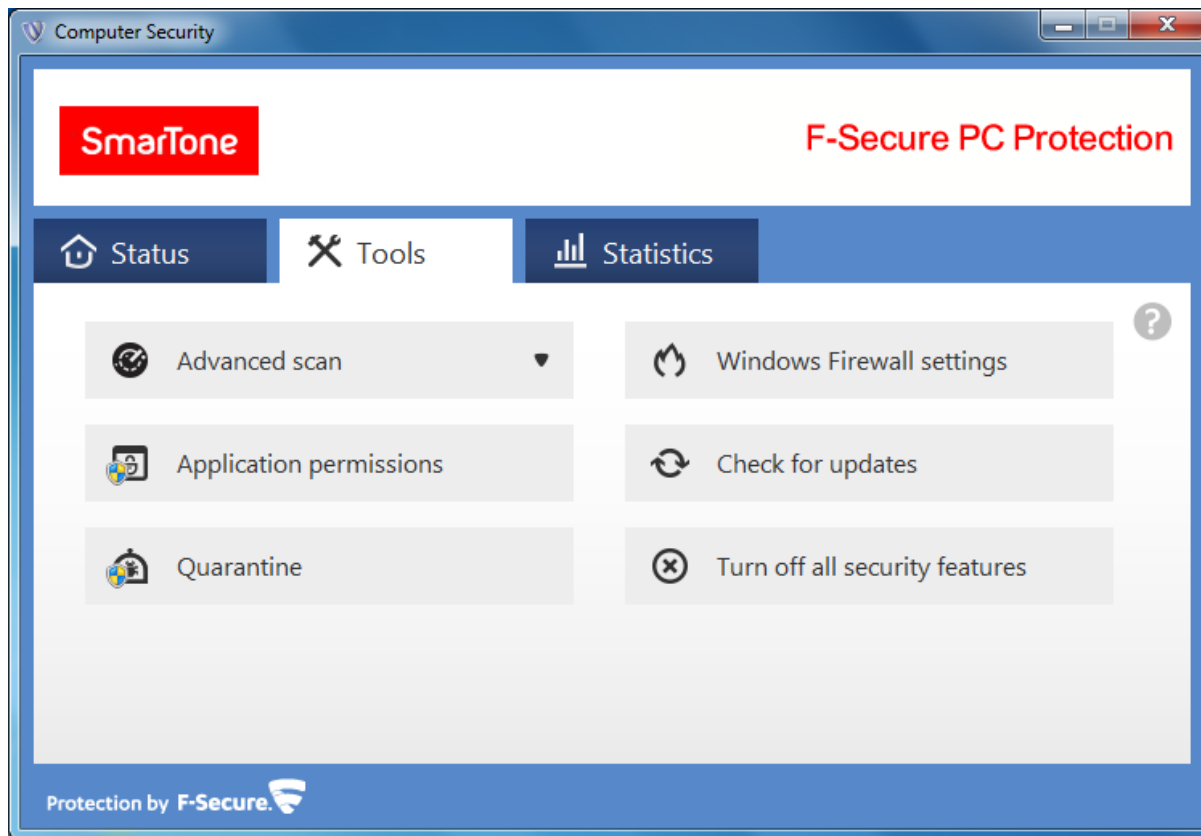 Computer Security
SmarTone
F-Secure PC Protection
Status
Tools
Statistics
?
Advanced scan
Windows Firewall settings
Application permissions
Check for updates
Quarantine
Turn off all security features
Protection by F-Secure.